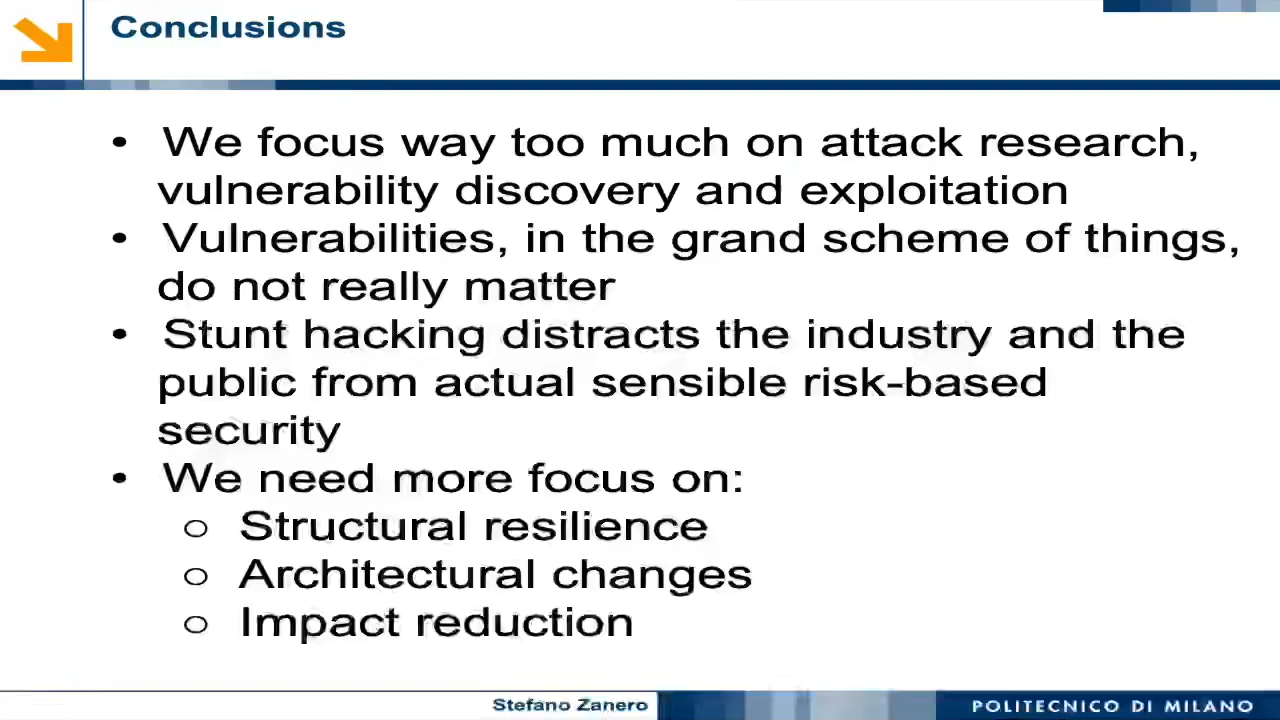 Conclusions
• We focus way too much on attack research,
vulnerability discovery and exploitation
• Vulnerabilities, in the grand scheme of things,
do not really matter
• Stunt hacking distracts the industry and the
public from actual sensible risk-based
security
• We need more focus on:
o Structural resilience
o Architectural changes
o Impact reduction
Stefano Zanero
POLITECNICO DI MILANO